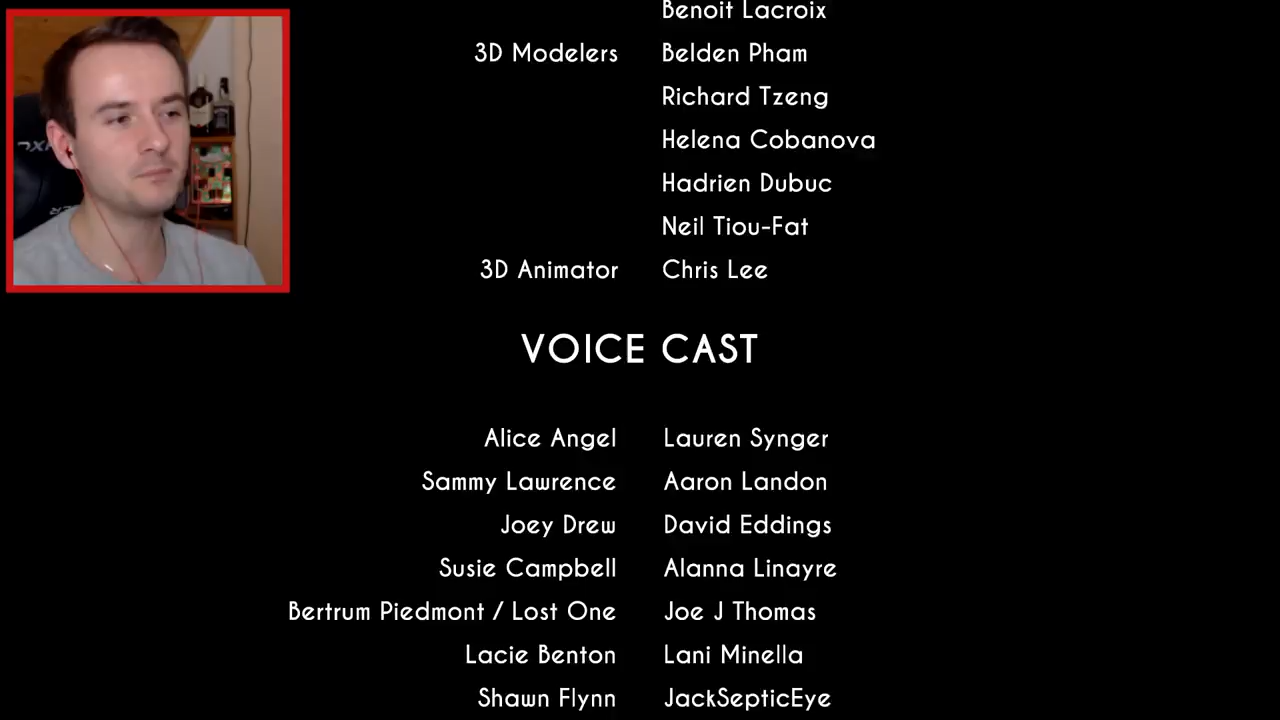 Benoit Lacroix
3D Modelers Belden Pham
Richard Tzeng
Helena Cobanova
Hadrien Dubuc
Neil Tiou-Fat
3D Animator Chris Lee
VOICE CAST
Alice Angel Lauren Synger
Sammy Lawrence Aaron Landon
Joey Drew David Eddings
Susie Campbell Alanna Linayre
Bertrum Piedmont / Lost One Joe J Thomas
Lacie Benton Lani Minella
Shawn Flynn JackSepticEye